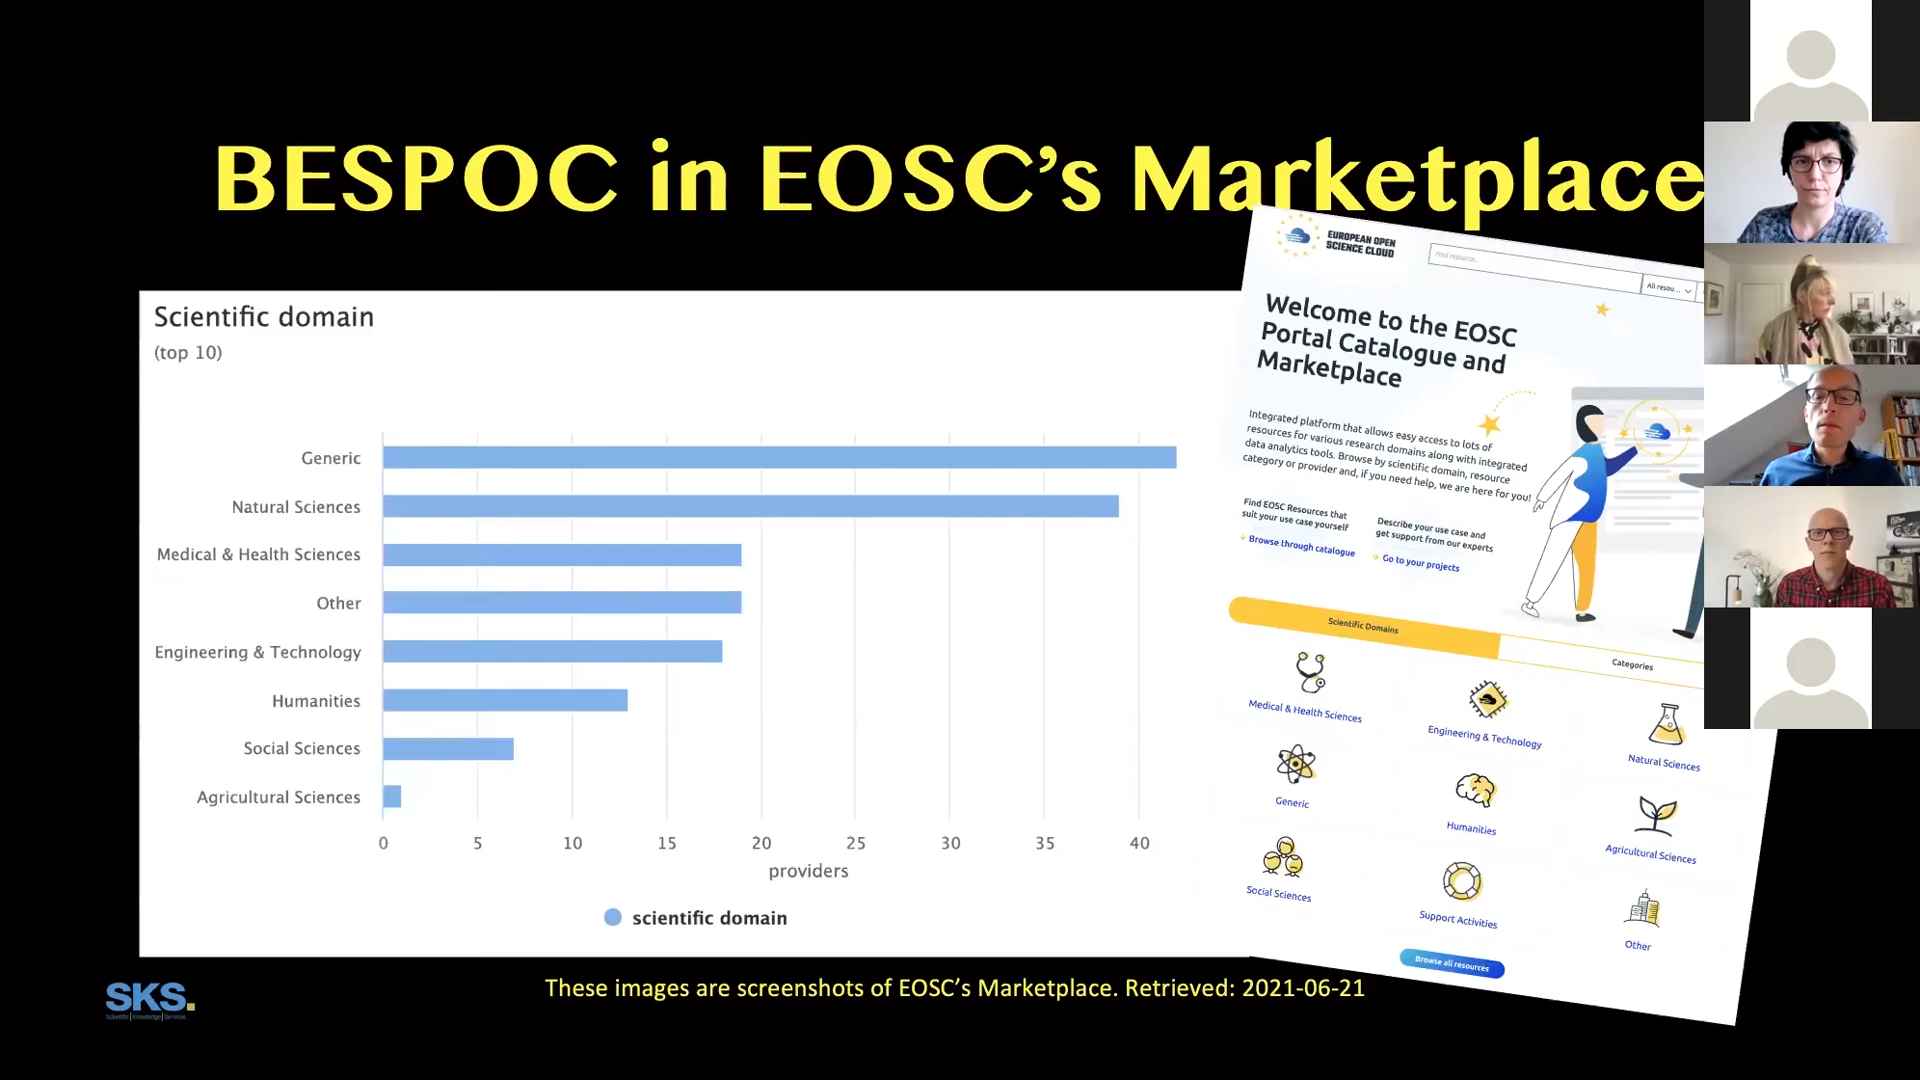 BESPOC in EOSC’s Marketplace
Scientific domain
(top 10)
Generic
Natural Sciences
Medical & Health Sciences
Other
Engineering & Technology
Humanities
Social Sciences
Agricultural Sciences
0 5 10 15 20 25 30 35 40
providers
scientific domain
EUROPEAN OPEN
SCIENCE CLOUD
Find resource...
All resou...
Welcome to the EOSC
Portal Catalogue and
Marketplace
Integrated platform that allows easy access to lots of
resources for various research domains along with integrated
data analytics tools. Browse by scientific domain, resource
category or provider and, if you need help, we are here for you!
Find EOSC Resources that
suit your use case yourself
Browse through catalogue
Describe your use case and
get support from our experts
Go to your projects
Scientific Domains
Categories
Medical & Health Sciences
Engineering & Technology
Natural Sciences
Generic
Humanities
Agricultural Sciences
Social Sciences
Support Activities
Other
Browse all resources
SKS.
Scientific|Knowledge|Services
These images are screenshots of EOSC’s Marketplace. Retrieved: 2021-06-21